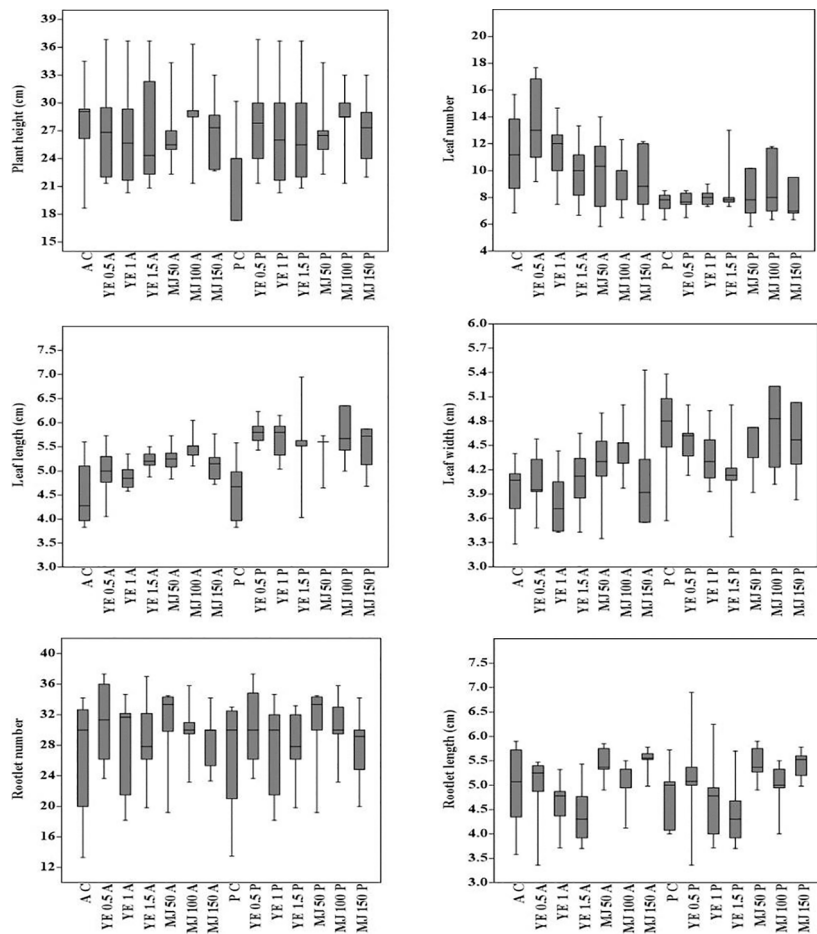 39
36
33
30
27
24
21
18
15
Plant height (cm)
A C
YE 0.5 A
YE 1 A
YE 1.5 A
MJ 50 A
MJ 100 A
MJ 150 A
P C
YE 0.5 P
YE 1 P
YE 1.5 P
MJ 50 P
MJ 100 P
MJ 150 P
20
18
16
14
12
10
8
6
4
Leaf number
A C
YE 0.5 A
YE 1 A
YE 1.5 A
MJ 50 A
MJ 100 A
MJ 150 A
P C
YE 0.5 P
YE 1 P
YE 1.5 P
MJ 50 P
MJ 100 P
MJ 150 P
7.5
6.7
6.0
5.0
4.5
3.7
3.0
Leaf length (cm)
A C
YE 0.5 A
YE 1 A
YE 1.5 A
MJ 50 A
MJ 100 A
MJ 150 A
P C
YE 0.5 P
YE 1 P
YE 1.5 P
MJ 50 P
MJ 100 P
MJ 150 P
6.0
5.7
5.4
5.1
4.8
4.5
4.2
3.9
3.6
3.3
3.0
Leaf width (cm)
A C
YE 0.5 A
YE 1 A
YE 1.5 A
MJ 50 A
MJ 100 A
MJ 150 A
P C
YE 0.5 P
YE 1 P
YE 1.5 P
MJ 50 P
MJ 100 P
MJ 150 P
40
36
32
28
24
20
16
12
Rootlet number
A C
YE 0.5 A
YE 1 A
YE 1.5 A
MJ 50 A
MJ 100 A
MJ 150 A
P C
YE 0.5 P
YE 1 P
YE 1.5 P
MJ 50 P
MJ 100 P
MJ 150 P
7.5
6.7
6.0
5.0
4.5
4.0
3.0
Rootlet length (cm)
A C
YE 0.5 A
YE 1 A
YE 1.5 A
MJ 50 A
MJ 100 A
MJ 150 A
P C
YE 0.5 P
YE 1 P
YE 1.5 P
MJ 50 P
MJ 100 P
MJ 150 P